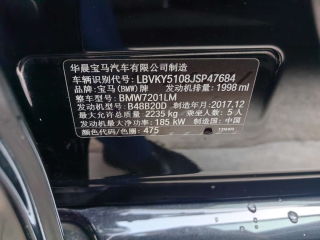 华晨宝马汽车有限公司制造
车辆识别代号: LBVKY5108JSP47684
品牌: 宝马(BMW)牌 发动机排量: 1998 ml
整车型号: BMW7201LM
发动机型号: B48B20D 制造年月: 2017.12
最大允许总质量: 2235 kg 乘坐人数: 5人
发动机最大净功率: 185 kW 制造国: 中国
颜色代码/色号: 475